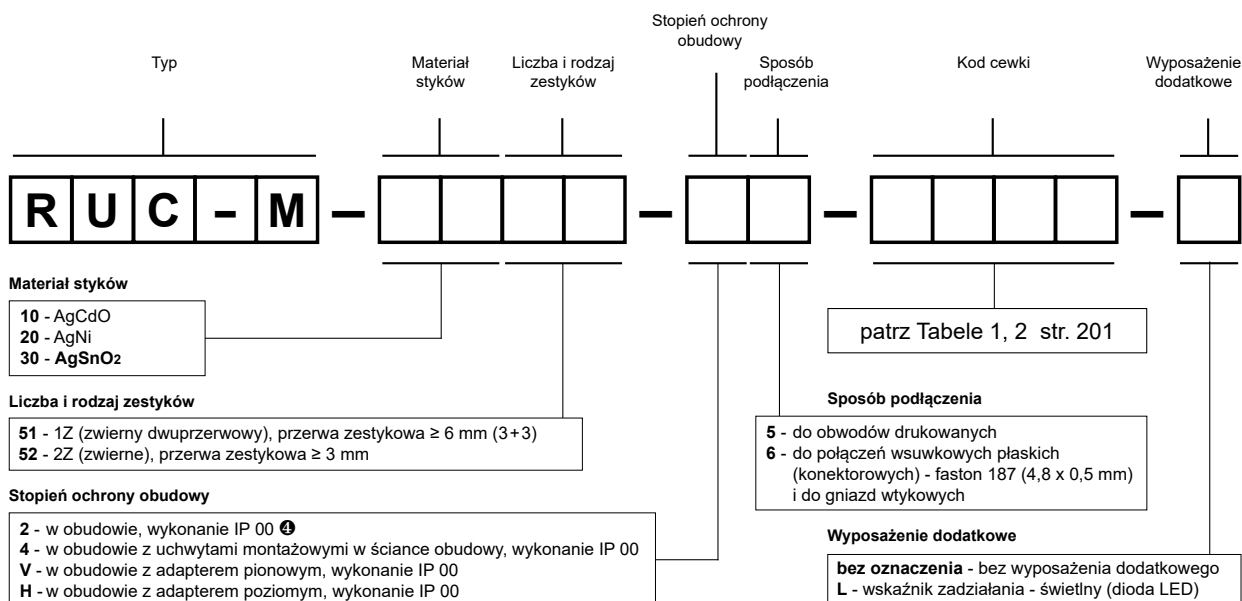 Stopień ochrony
obudowy
Typ
Materiał
styków
Liczba i rodzaj
zestyków
Sposób
podłączenia
Kod cewki
Wyposażenie
dodatkowe
R U C - M – – – –
Materiał styków
10 - AgCdO
20 - AgNi
30 - AgSnO2
patrz Tabele 1, 2 str. 201
Liczba i rodzaj zestyków
51 - 1Z (zwierny dwuprzerwowy), przerwa zestykowa ≥ 6 mm (3+3)
52 - 2Z (zwierne), przerwa zestykowa ≥ 3 mm
Sposób podłączenia
5 - do obwodów drukowanych
6 - do połączeń wsuwkowych płaskich
(konektorowych) - faston 187 (4,8 x 0,5 mm)
i do gniazd wtykowych
Stopień ochrony obudowy
2 - w obudowie, wykonanie IP 00 ❹
4 - w obudowie z uchwytami montażowymi w ściance obudowy, wykonanie IP 00
V - w obudowie z adapterem pionowym, wykonanie IP 00
H - w obudowie z adapterem poziomym, wykonanie IP 00
Wyposażenie dodatkowe
bez oznaczenia - bez wyposażenia dodatkowego
L - wskaźnik zadziałania - świetlny (dioda LED)